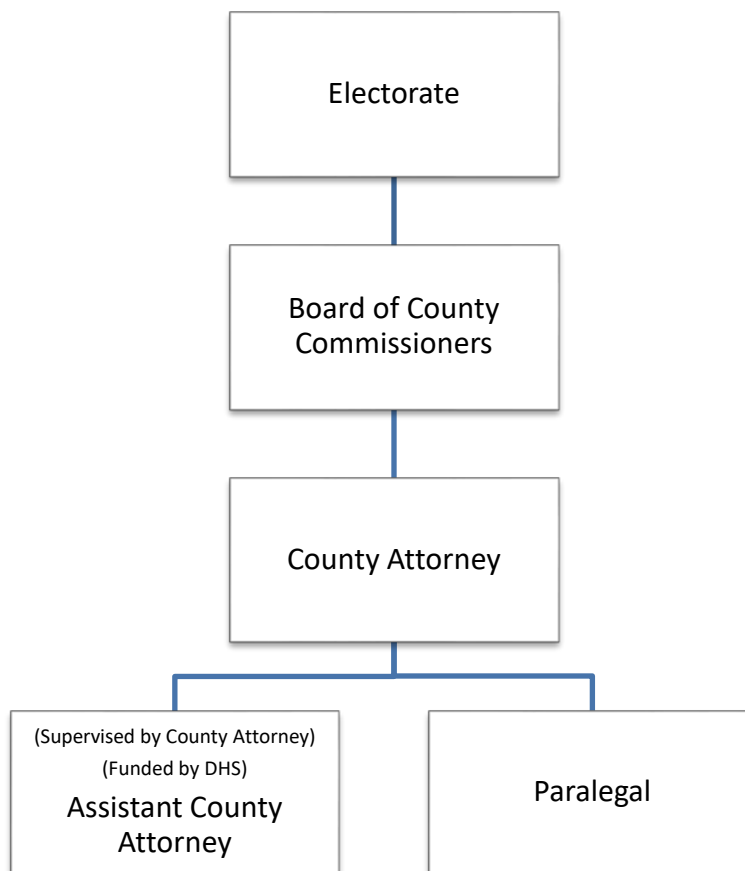 Electorate
Board of County
Commissioners
County Attorney
(Supervised by County Attorney)
(Funded by DHS)
Assistant County
Attorney
Paralegal